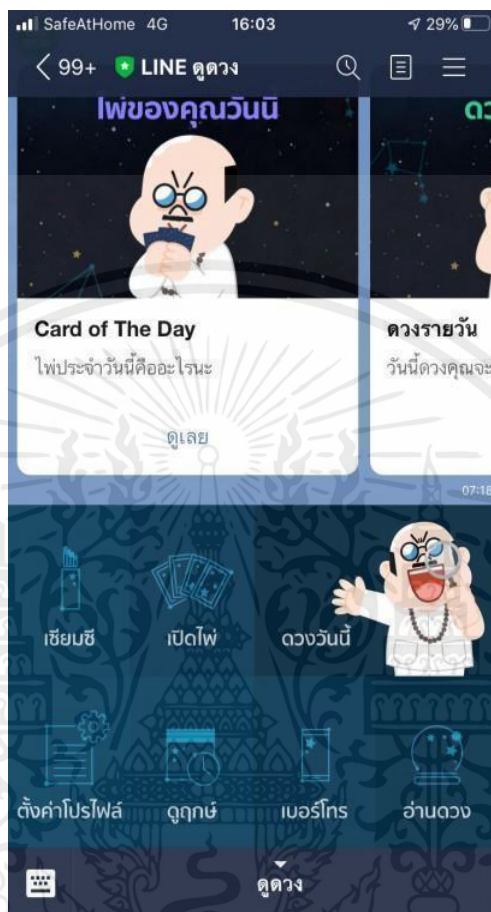 SafeAtHome 4G 16:03 29%
99+ LINE ดูดวง
ไพ่ของคุณวันนี้
Card of The Day
ไพ่ประจำวันนี้คืออะไรนะ
ดูเลย
ดวงรายวัน
วันนี้ดวงคุณจะ
07:18
เซียมซี เปิดไพ่ ดวงวันนี้
ตั้งค่าโปรไฟล์ ดูฤกษ์ เบอร์โทร อ่านดวง
ดูดวง